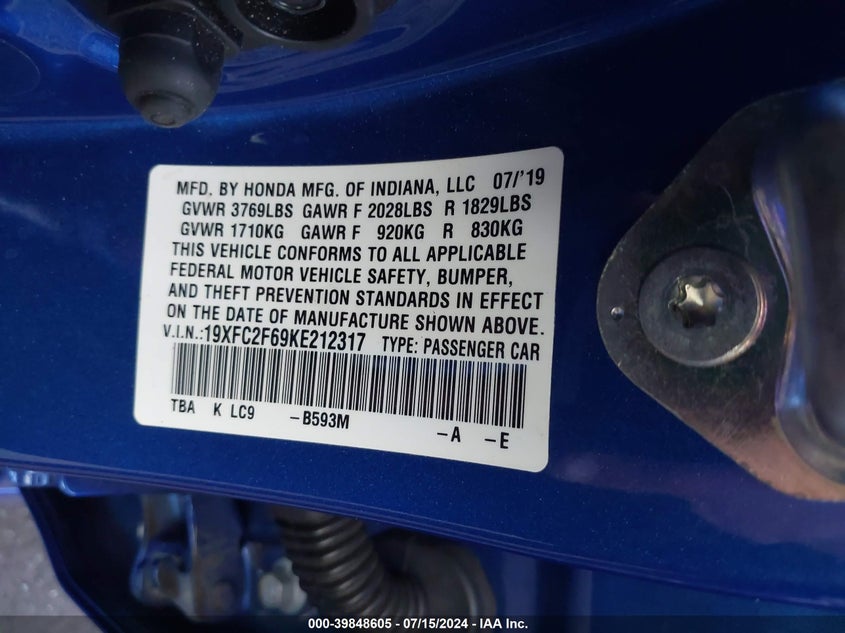 MFD. BY HONDA MFG. OF INDIANA, LLC 07/'19
GVWR 3769LBS GAWR F 2028LBS R 1829LBS
GVWR 1710KG GAWR F 920KG R 830KG
THIS VEHICLE CONFORMS TO ALL APPLICABLE
FEDERAL MOTOR VEHICLE SAFETY, BUMPER,
AND THEFT PREVENTION STANDARDS IN EFFECT
ON THE DATE OF MANUFACTURE SHOWN ABOVE.
V.I.N.:19XFC2F69KE212317 TYPE: PASSENGER CAR
TBA K LC9 -B593M -A -E
000-39848605 / 07/15/2024 - IAA Inc.